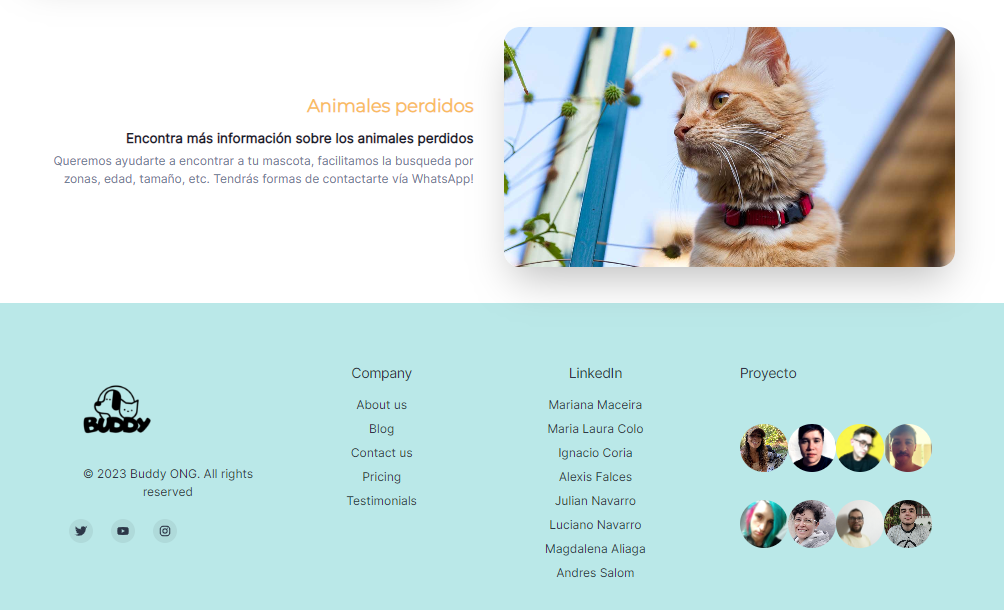 Animales perdidos
Encontra más información sobre los animales perdidos
Queremos ayudarte a encontrar a tu mascota, facilitamos la busqueda por
zonas, edad, tamaño, etc. Tendrás formas de contactarte vía WhatsApp!
BUDDY
© 2023 Buddy ONG. All rights
reserved
Company
About us
Blog
Contact us
Pricing
Testimonials
LinkedIn
Mariana Maceira
Maria Laura Colo
Ignacio Coria
Alexis Falces
Julian Navarro
Luciano Navarro
Magdalena Aliaga
Andres Salom
Proyecto